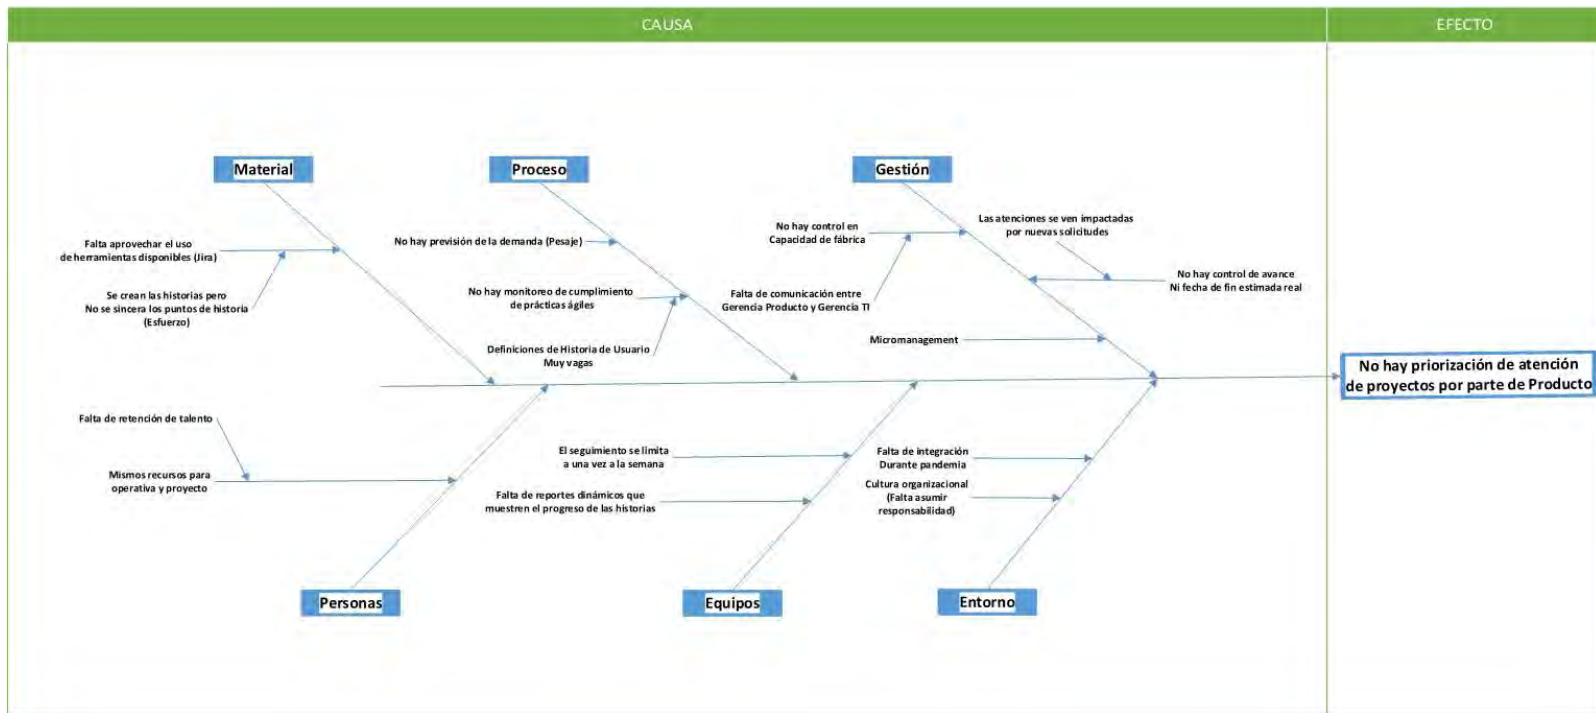 CAUSA
EFECTO
Material
Proceso
Gestión
Falta aprovechar el uso
de herramientas disponibles (Jira)
Se crean las historias pero
No se sincera los puntos de historia
(Esfuerzo)
No hay previsión de la demanda (Pesaje)
No hay monitoreo de cumplimiento
de prácticas ágiles
Definiciones de Historia de Usuario
Muy vagas
No hay control en
Capacidad de fábrica
Falta de comunicación entre
Gerencia Producto y Gerencia TI
Las atenciones se ven impactadas
por nuevas solicitudes
No hay control de avance
Ni fecha de fin estimada real
Micromanagement
No hay priorización de atención
de proyectos por parte de Producto
Falta de retención de talento
Mismos recursos para
operativa y proyecto
El seguimiento se limita
a una vez a la semana
Falta de reportes dinámicos que
muestren el progreso de las historias
Falta de integración
Durante pandemia
Cultura organizacional
(Falta asumir
responsabilidad)
Personas
Equipos
Entorno